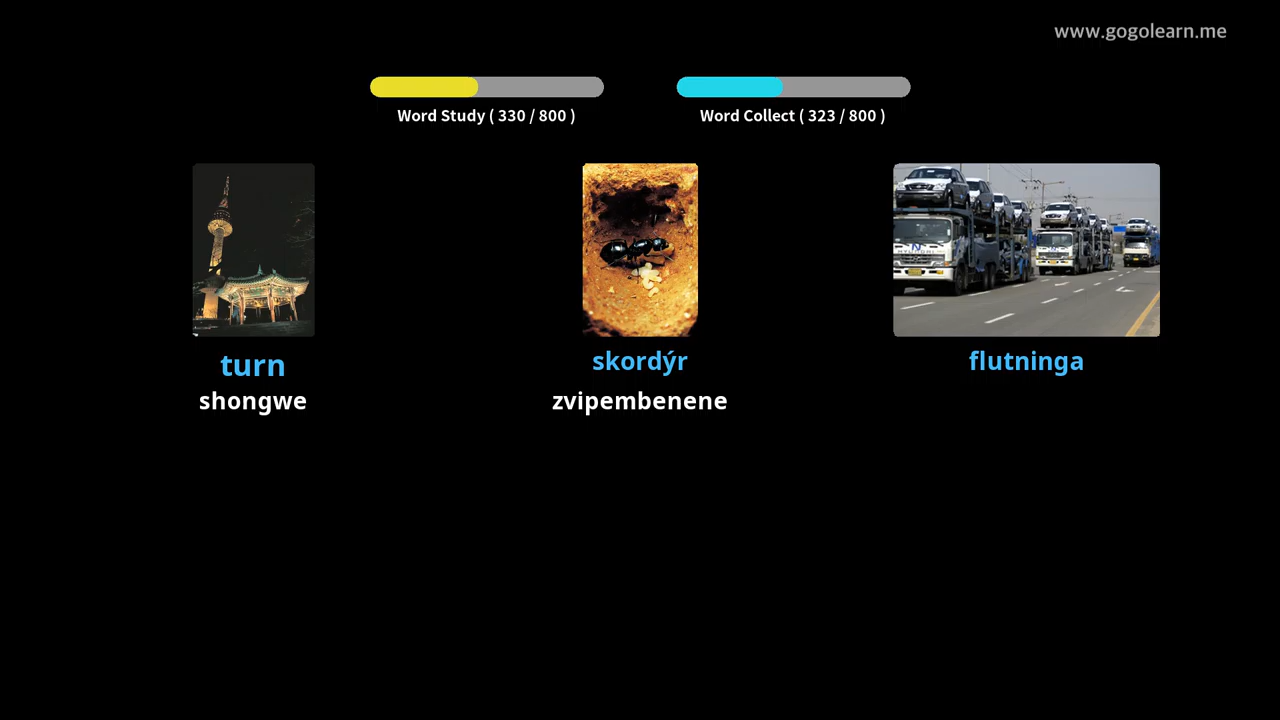 www.gogolearn.me
Word Study ( 330 / 800 )
Word Collect ( 323 / 800 )
turn
shongwe
skordýr
zvipembenene
flutninga